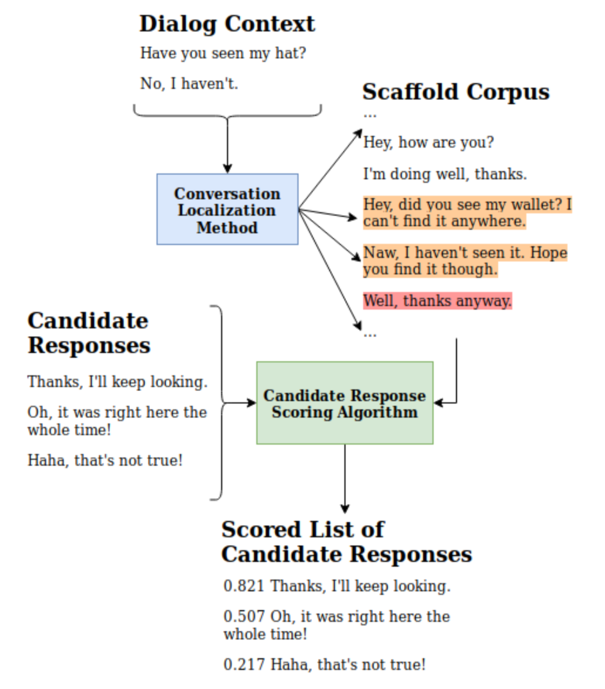 Dialog Context
Have you seen my hat?
No, I haven't.
Scaffold Corpus
...
Hey, how are you?
I'm doing well, thanks.
Hey, did you see my wallet? I
can't find it anywhere.
Naw, I haven't seen it. Hope
you find it though.
Well, thanks anyway.
...
Conversation
Localization
Method
Candidate
Responses
Thanks, I'll keep looking.
Oh, it was right here the
whole time!
Haha, that's not true!
Candidate Response
Scoring Algorithm
Scored List of
Candidate Responses
0.821 Thanks, I'll keep looking.
0.507 Oh, it was right here the
whole time!
0.217 Haha, that's not true!